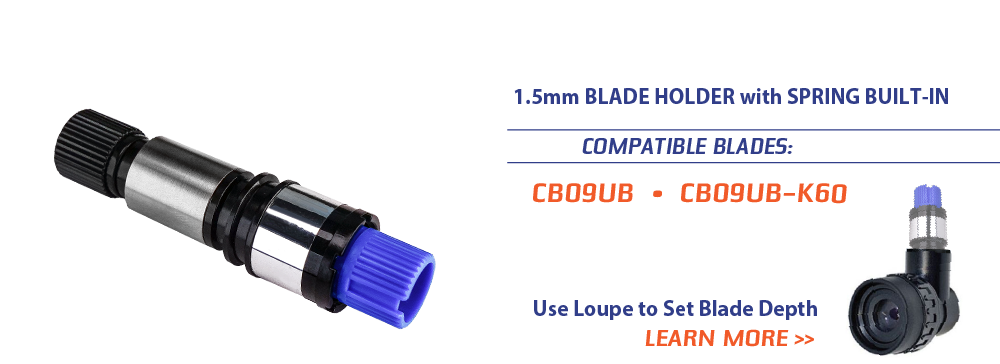 1.5mm BLADE HOLDER with SPRING BUILT-IN
COMPATIBLE BLADES:
CB09UB • CB09UB-K60
Use Loupe to Set Blade Depth
LEARN MORE >>